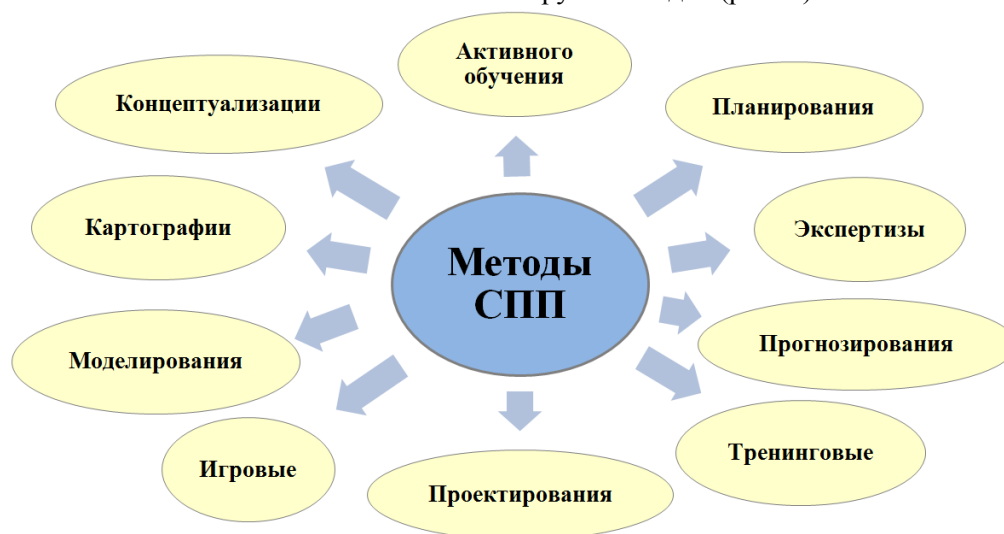 Активного
обучения
Концептуализации
Планирования
Картографии
Экспертизы
Методы
СПП
Моделирования
Прогнозирования
Игровые
Тренинговые
Проектирования